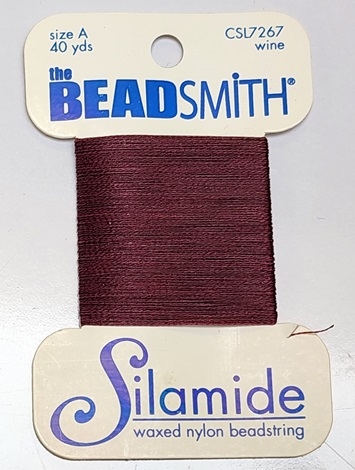 size A
40 yds
CSL7267
wine
the
BEADSMITH®
Silamide
waxed nylon beadstring